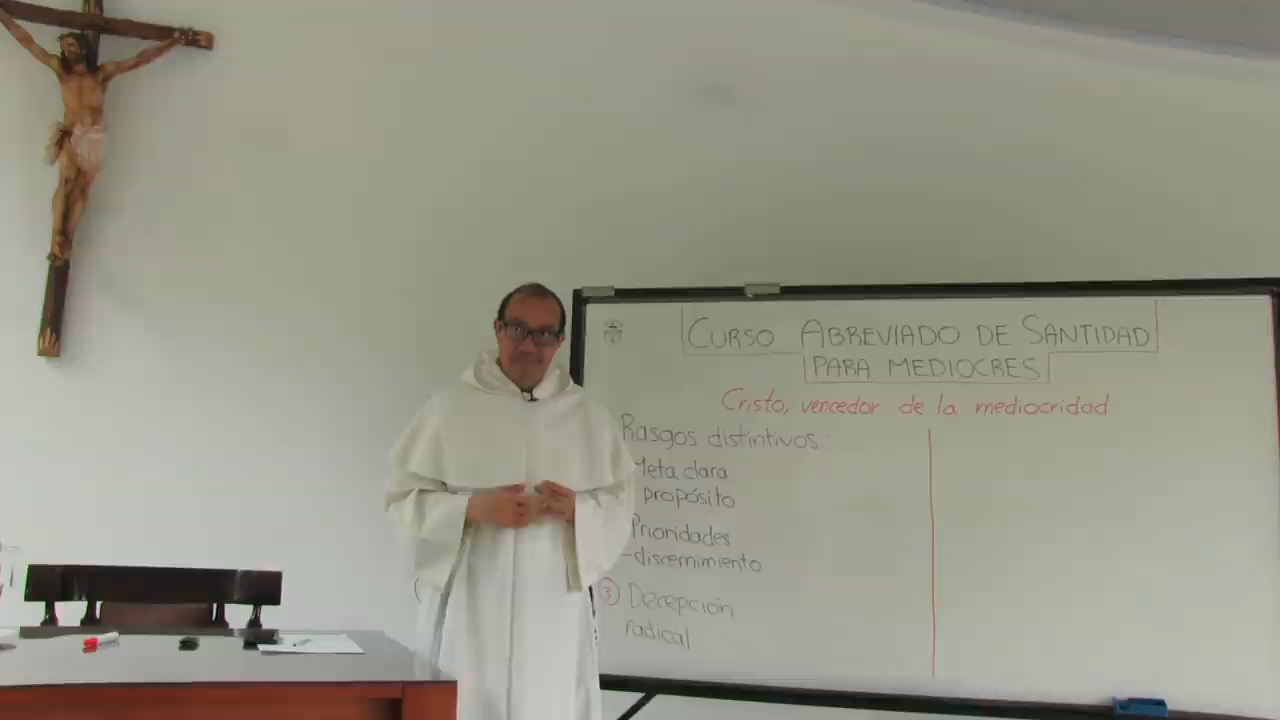 CURSO ABREVIADO DE SANTIDAD
PARA MEDIOCRES
Cristo, vencedor de la mediocridad
Rasgos distintivos:
Meta clara
propósito
Prioridades
-discernimiento
③ Decepción
radical